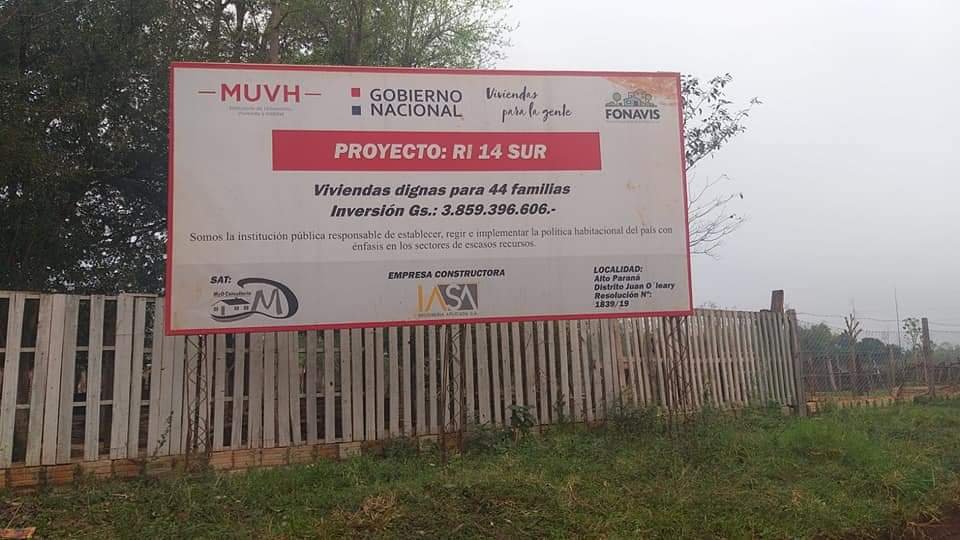 MUVH
GOBIERNO
NACIONAL
Viviendas
para la gente
FONAVIS
PROYECTO: RI 14 SUR
Viviendas dignas para 44 familias
Inversión Gs.: 3.859.396.606.-
Somos la institución pública responsable de establecer, regir e implementar la política habitacional del país con
énfasis en los sectores de escasos recursos.
SAT:
EMPRESA CONSTRUCTORA
IASA
INGENIERIA APLICADA S.A.
LOCALIDAD:
Alto Paraná
Distrito Juan O´leary
Resolución Nº:
1839/19